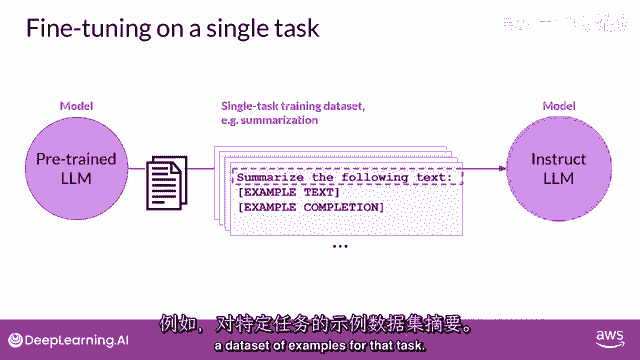 Fine-tuning on a single task
Model
Single-task training dataset,
e.g. summarization
Model
Pre-trained
LLM
Summarize the following text:
[EXAMPLE TEXT]
[EXAMPLE COMPLETION]
...
Instruct
LLM
例如，对特定任务的示例数据集摘要。
a dataset of examples for that task.
DeepLearning.AI
aws